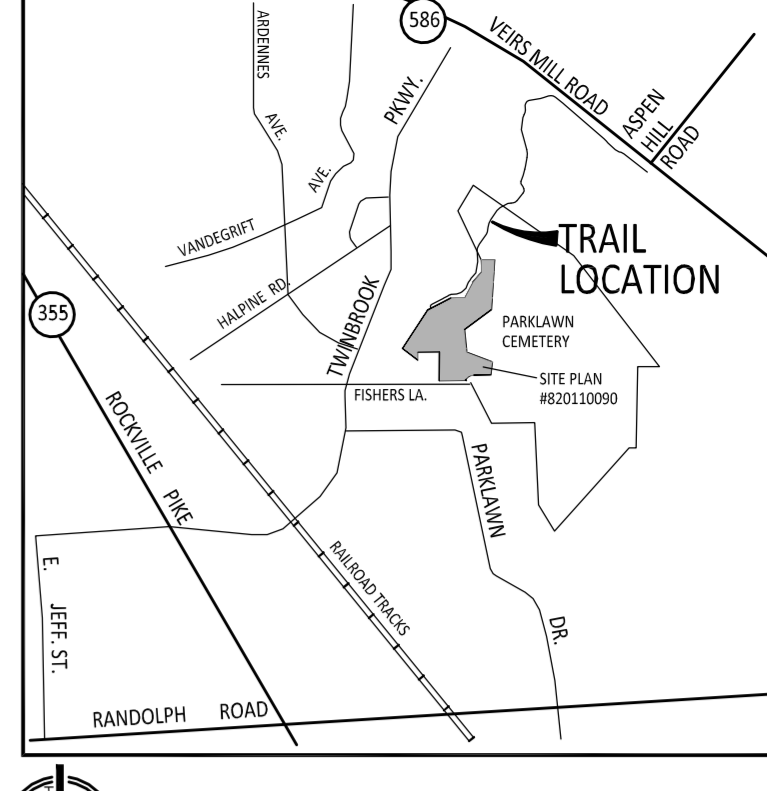 586
VEIRS MILL ROAD
ASPEN
HILL
ROAD
ARDENNES
AVE.
PKWY.
AVE.
VANDEGRIFT
HALPINE RD.
TWINBROOK
TRAIL
LOCATION
355
PARKLAWN
CEMETERY
SITE PLAN
#820110090
FISHERS LA.
ROCKVILLE
PIKE
PARKLAWN
DR.
RAILROAD TRACKS
E.
JEFF. ST.
RANDOLPH ROAD